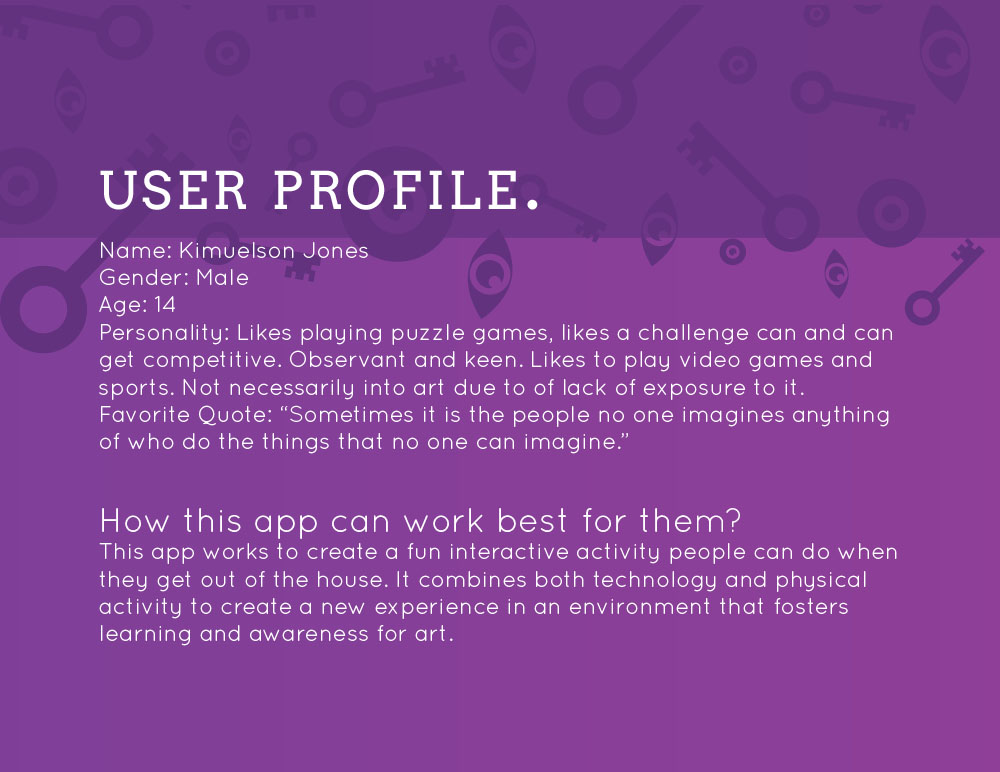 USER PROFILE.
Name: Kimuelson Jones
Gender: Male
Age: 14
Personality: Likes playing puzzle games, likes a challenge can and can
get competitive. Observant and keen. Likes to play video games and
sports. Not necessarily into art due to of lack of exposure to it.
Favorite Quote: “Sometimes it is the people no one imagines anything
of who do the things that no one can imagine.”
How this app can work best for them?
This app works to create a fun interactive activity people can do when
they get out of the house. It combines both technology and physical
activity to create a new experience in an environment that fosters
learning and awareness for art.